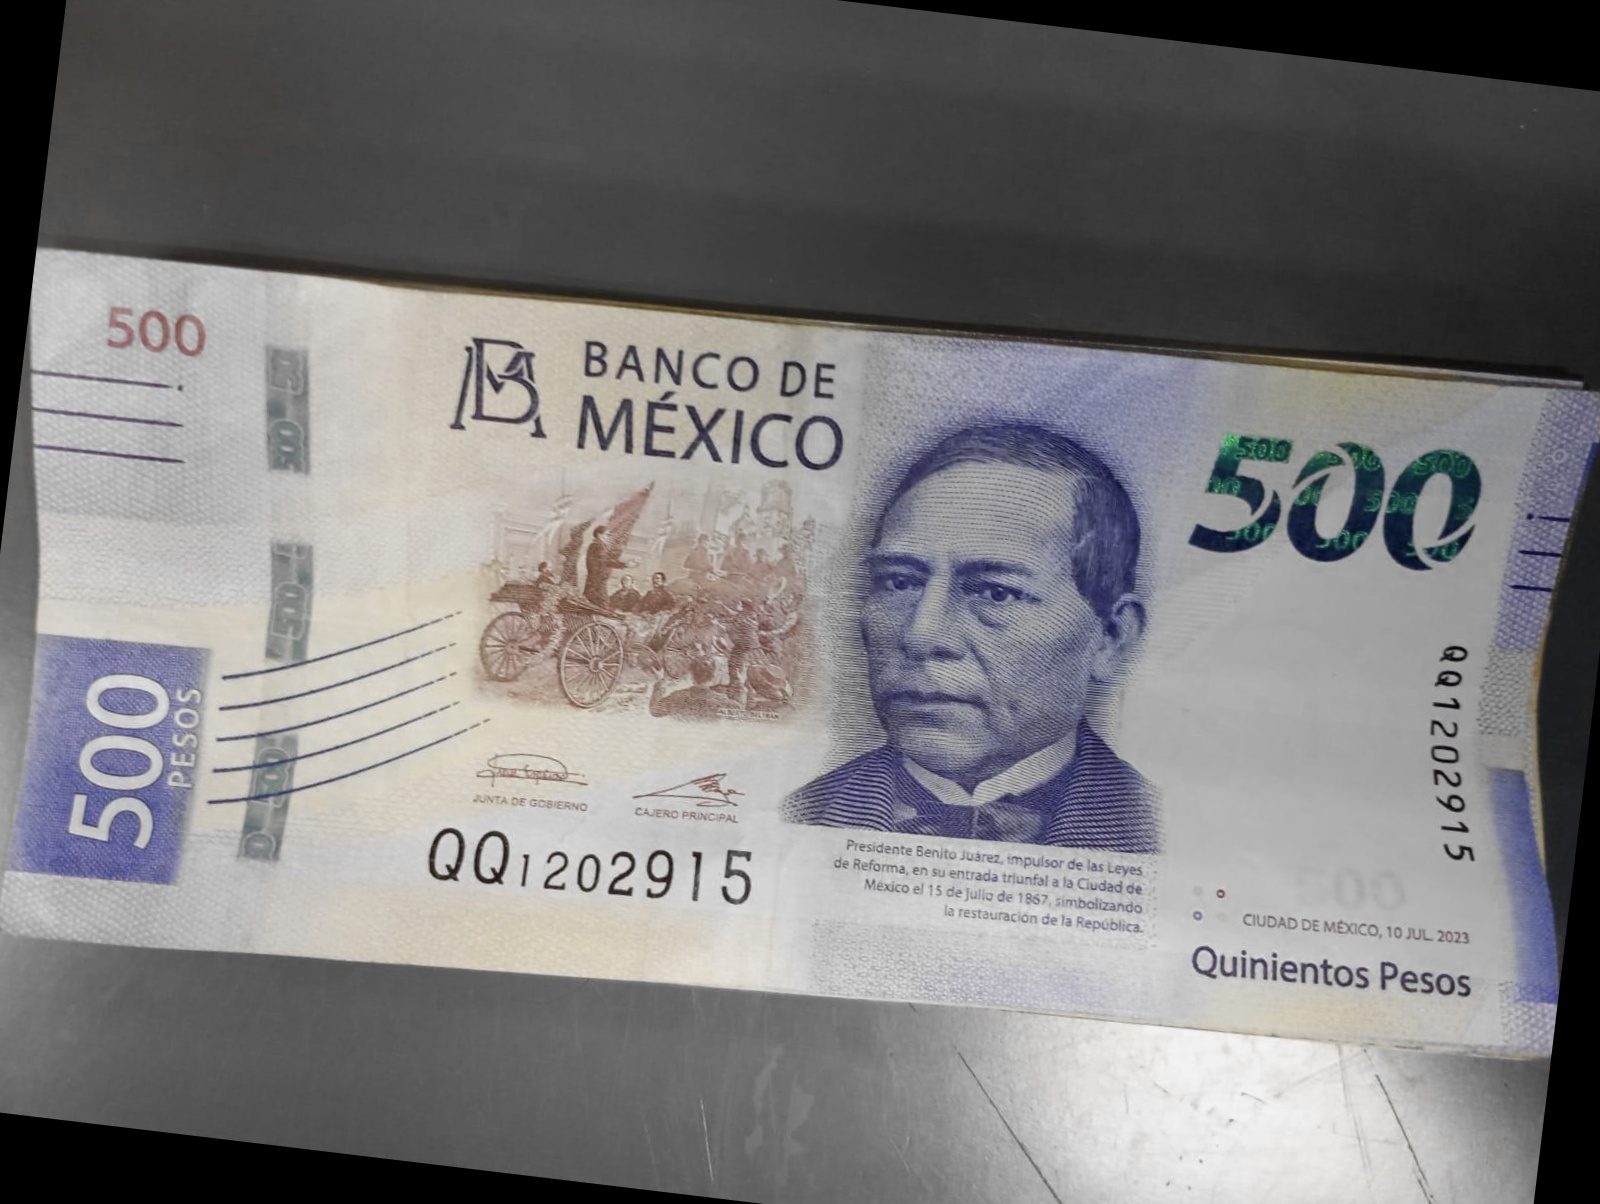 500
BM
BANCO DE
MÉXICO
500
500
PESOS
JUNTA DE GOBIERNO
CAJERO PRINCIPAL
QQ1202915
Presidente Benito Juárez, impulsor de las Leyes
de Reforma, en su entrada triunfal a la Ciudad de
México el 15 de Julio de 1867, simbolizando
la restauración de la República.
QQ1202915
CIUDAD DE MÉXICO, 10 JUL. 2023
Quinientos Pesos